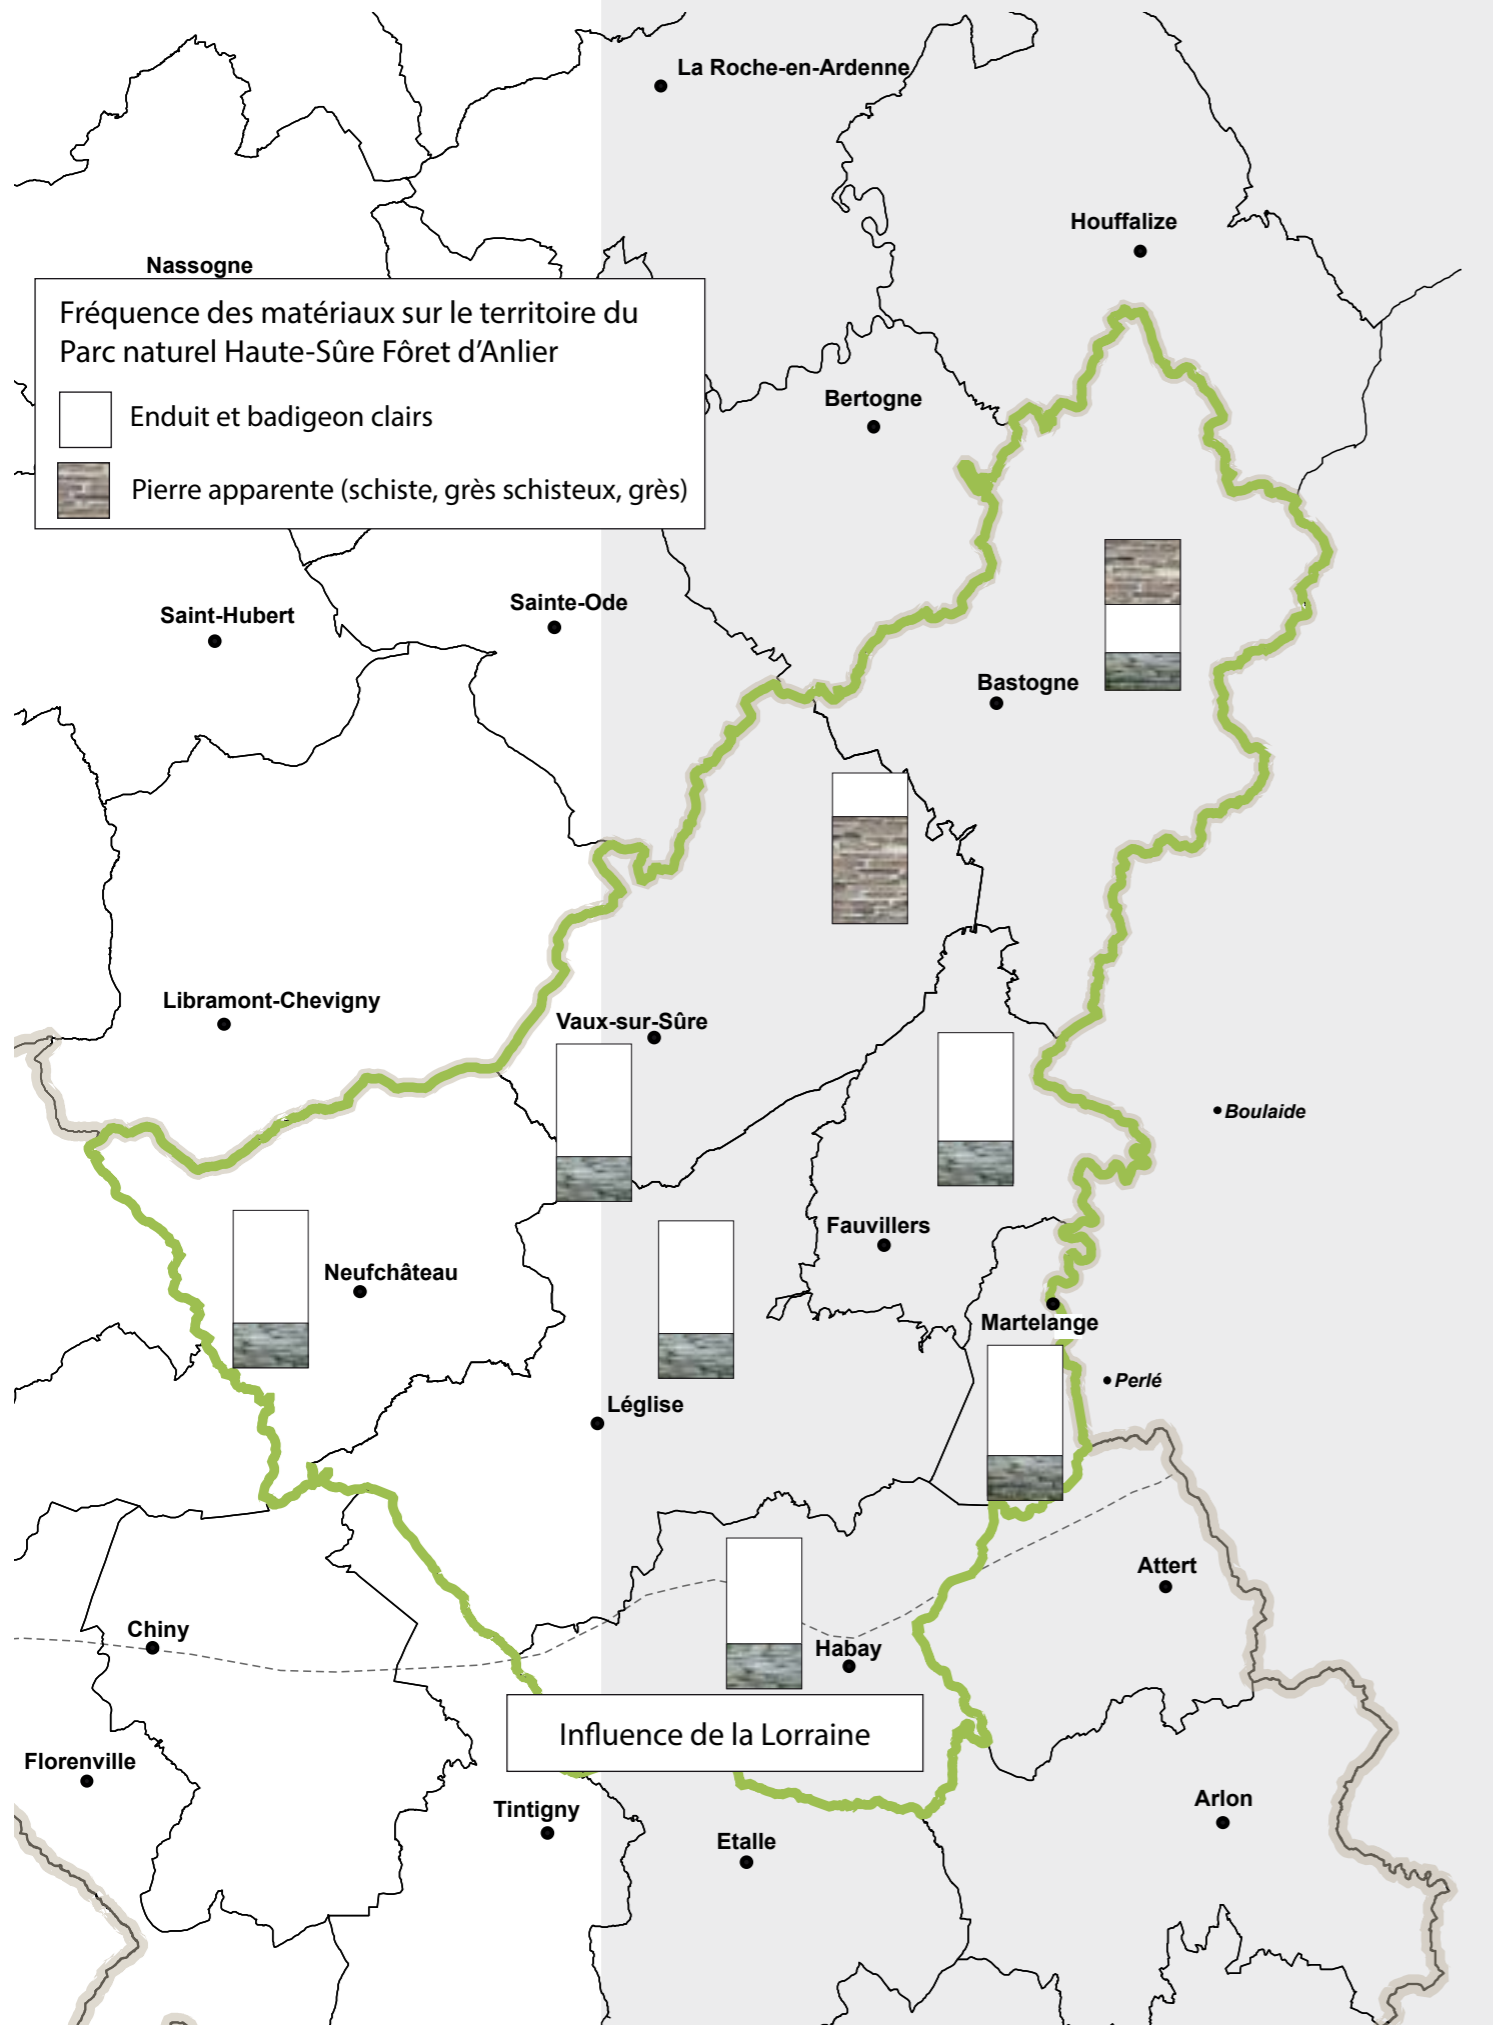 La Roche-en-Ardenne
Houffalize
Nassogne
Fréquence des matériaux sur le territoire du
Parc naturel Haute-Sûre Fôret d'Anlier
Enduit et badigeon clairs
Pierre apparente (schiste, grès schisteux, grès)
Bertogne
Saint-Hubert
Sainte-Ode
Bastogne
Libramont-Chevigny
Vaux-sur-Sûre
Boulaide
Fauvillers
Neufchâteau
Martelange
Perlé
Léglise
Attert
Chiny
Habay
Influence de la Lorraine
Florenville
Tintigny
Arlon
Etalle